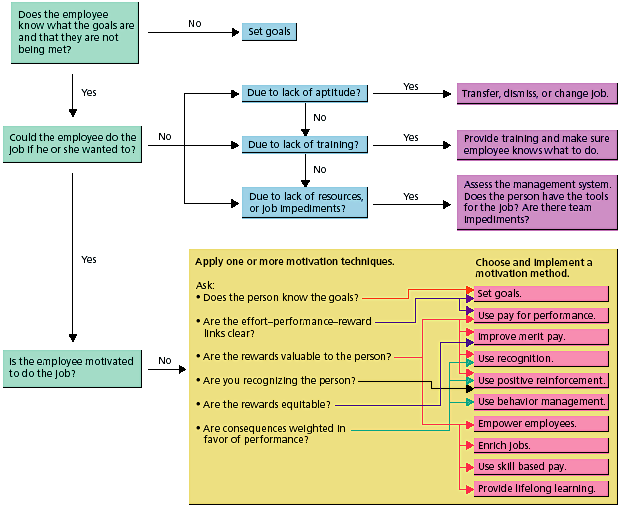 Does the employee
know what the goals are
and that they are not
being met?
No
Set goals
Yes
Due to lack of aptitude?
Yes
Transfer, dismiss, or change job.
No
Could the employee do the
job if he or she wanted to?
No
Due to lack of training?
Yes
Provide training and make sure
employee knows what to do.
No
Due to lack of resources,
or job impediments?
Yes
Assess the management system.
Does the person have the tools
for the job? Are there team
impediments?
Yes
Is the employee motivated
to do the job?
No
Apply one or more motivation techniques.
Ask:
• Does the person know the goals?
• Are the effort–performance–reward
links clear?
• Are the rewards valuable to the person?
• Are you recognizing the person?
• Are the rewards equitable?
• Are consequences weighted in
favor of performance?
Choose and implement a
motivation method.
Set goals.
Use pay for performance.
Improve merit pay.
Use recognition.
Use positive reinforcement.
Use behavior management.
Empower employees.
Enrich jobs.
Use skill based pay.
Provide lifelong learning.